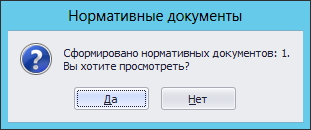 Нормативные документы
Сформировано нормативных документов: 1.
Вы хотите просмотреть?
Да
Нет